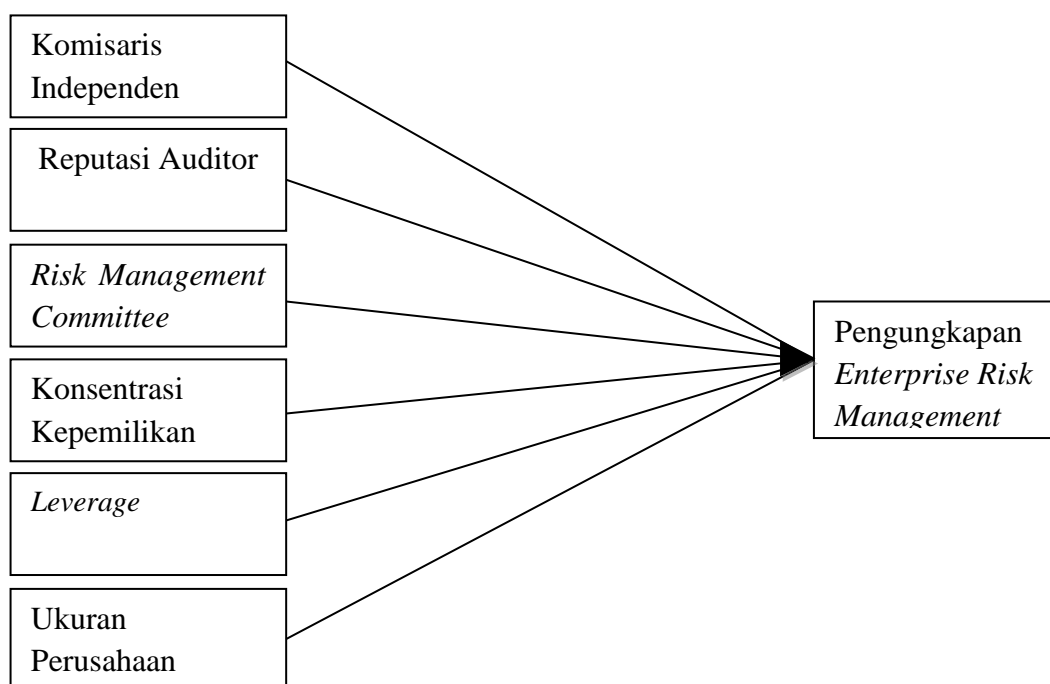 Komisaris
Independen
Reputasi Auditor
Risk Management
Committee
Konsentrasi
Kepemilikan
Leverage
Ukuran
Perusahaan
Pengungkapan
Enterprise Risk
Management